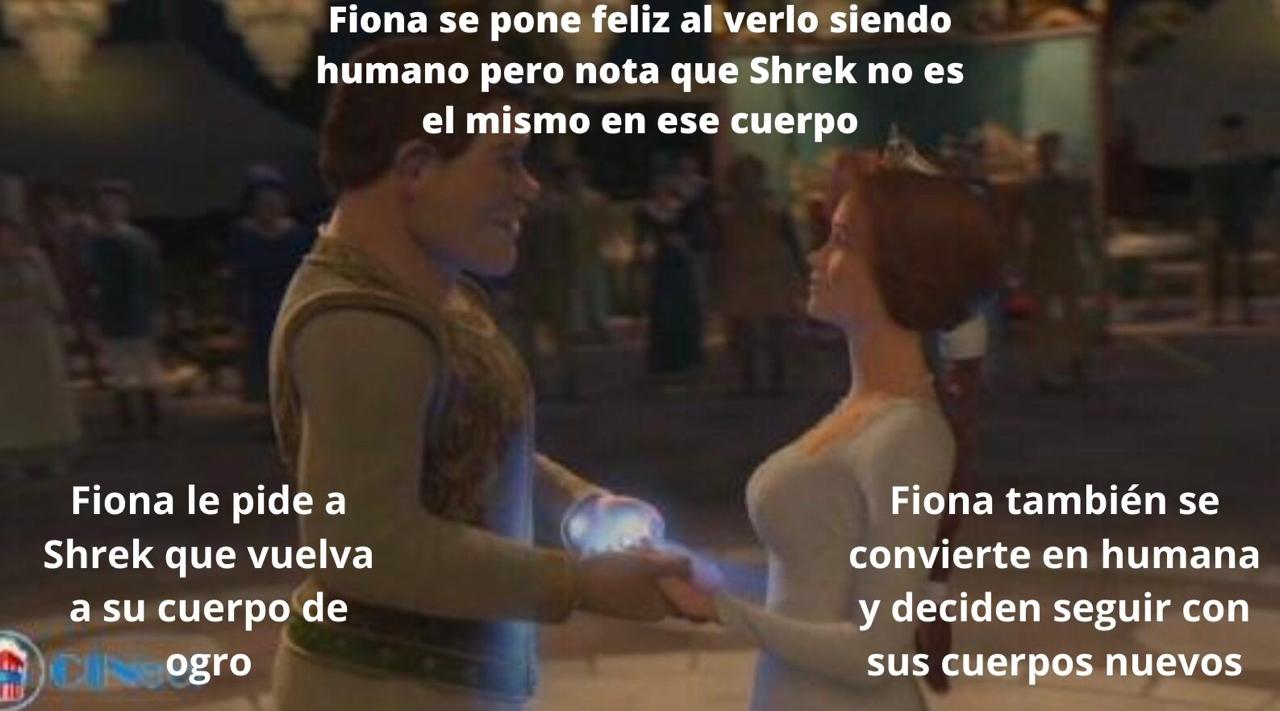 Fiona se pone feliz al verlo siendo
humano pero nota que Shrek no es
el mismo en ese cuerpo
Fiona le pide a
Shrek que vuelva
a su cuerpo de
ogro
Fiona también se
convierte en humana
y deciden seguir con
sus cuerpos nuevos